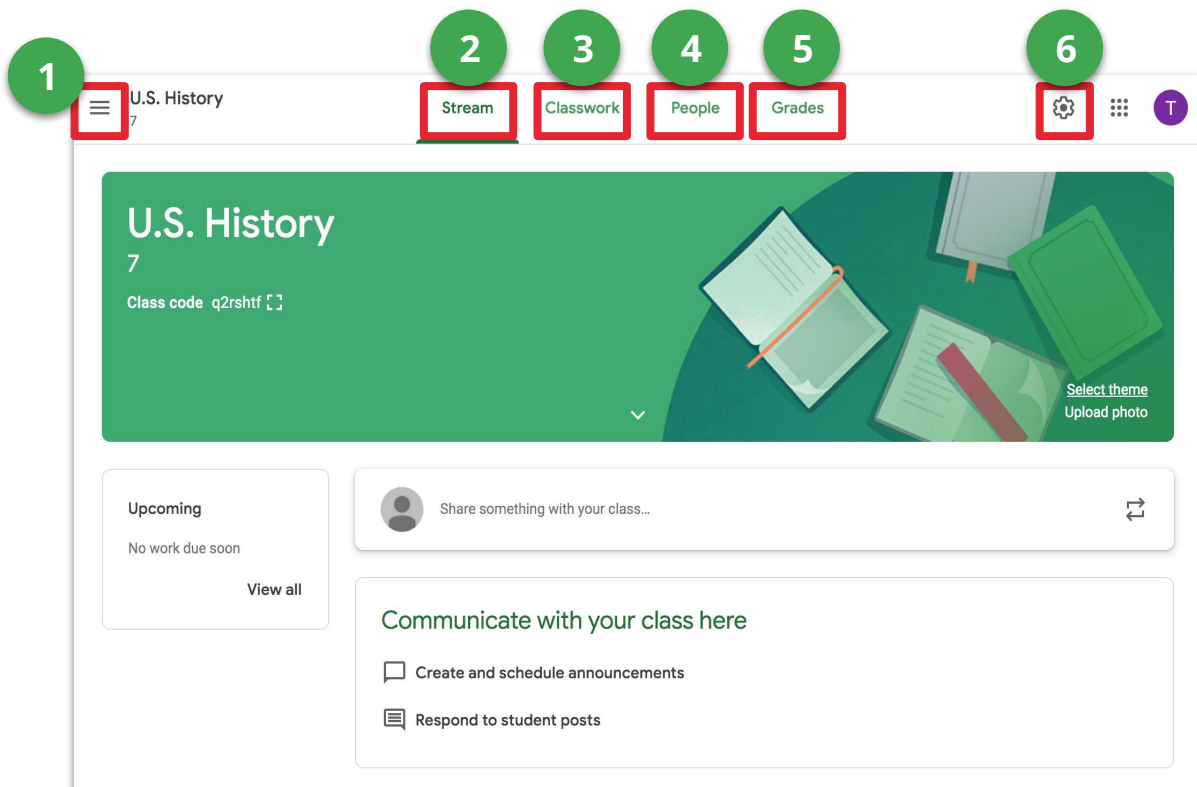 1
2
3
4
5
6
U.S. History
7
Stream
Classwork
People
Grades
T
U.S. History
7
Class code q2rshtf
Select theme
Upload photo
Upcoming
No work due soon
View all
Share something with your class...
Communicate with your class here
Create and schedule announcements
Respond to student posts